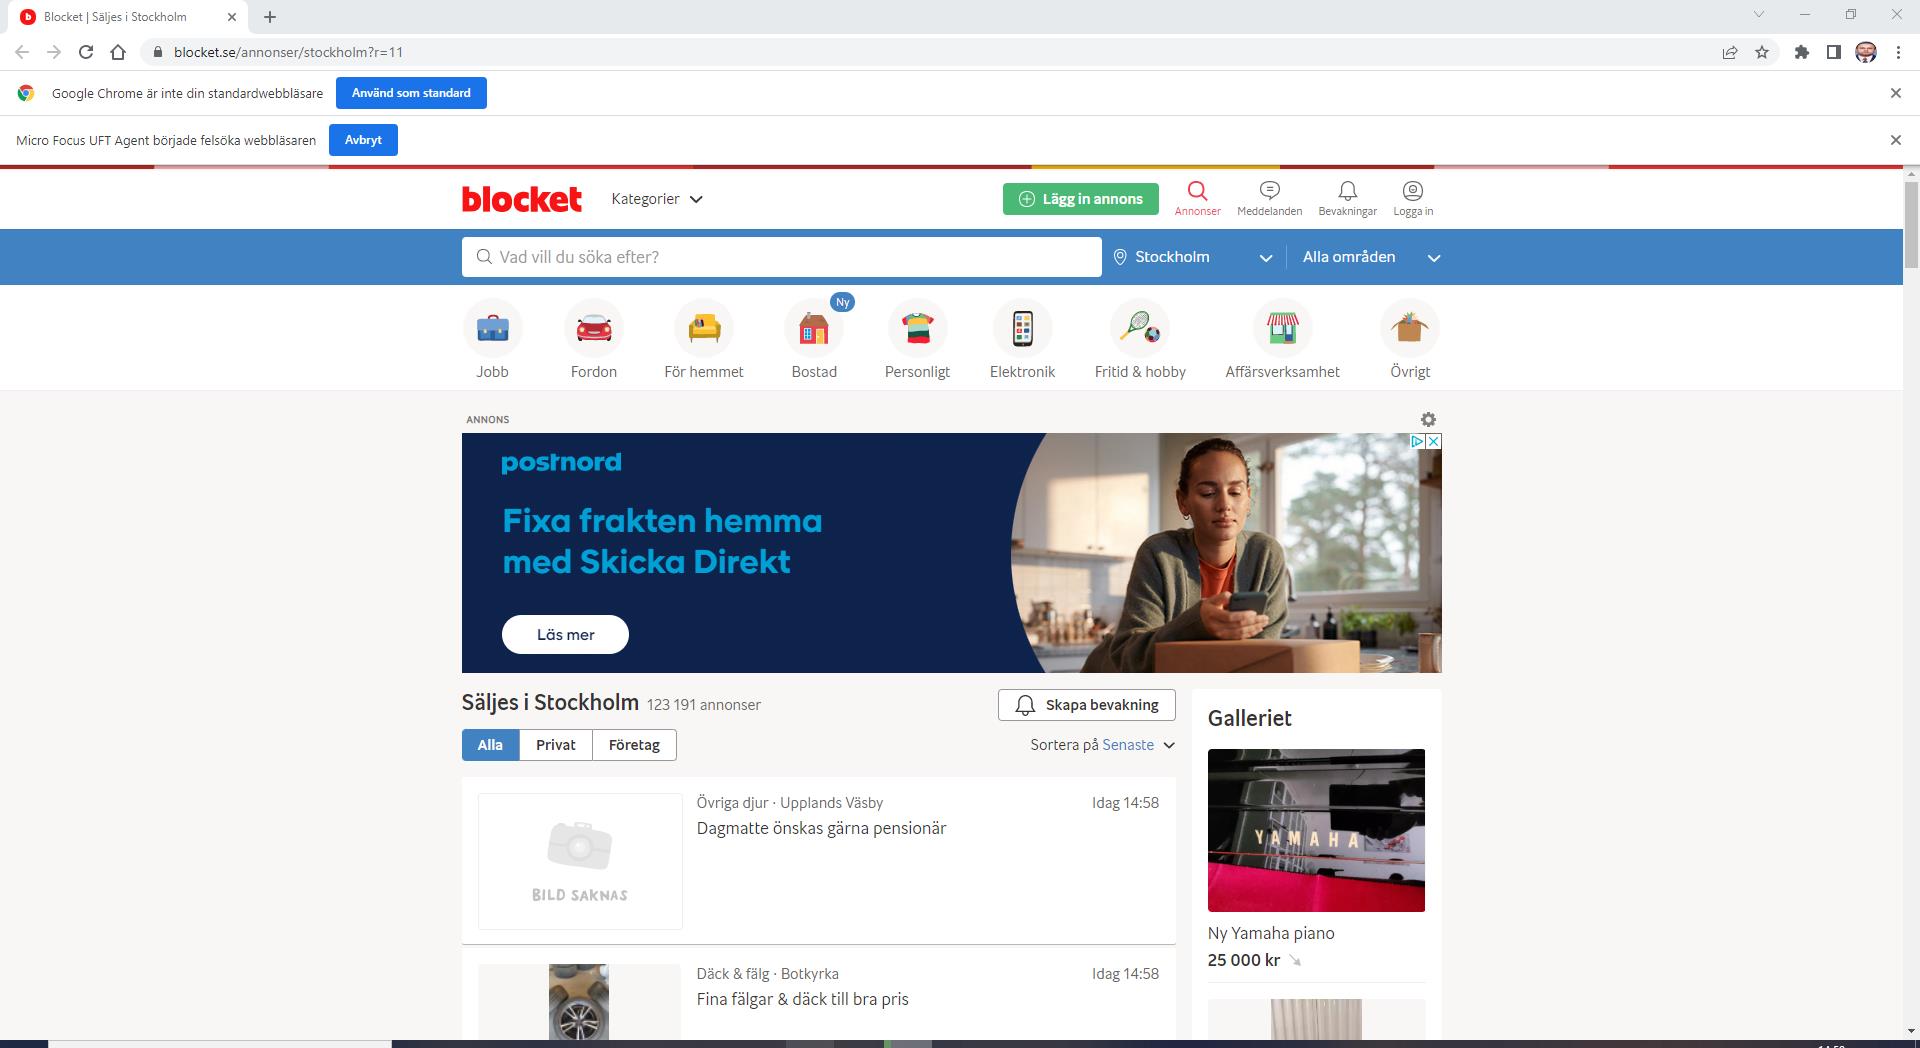 Blocket | Säljes i Stockholm
blocket.se/annonser/stockholm?r=11
Google Chrome är inte din standardwebbläsare
Använd som standard
Micro Focus UFT Agent började felsöka webbläsaren
Avbryt
blocket
Kategorier
Lägg in annons
Annonser
Meddelanden
Bevakningar
Logga in
Vad vill du söka efter?
Stockholm
Alla områden
Ny
Jobb
Fordon
För hemmet
Bostad
Personligt
Elektronik
Fritid & hobby
Affärsverksamhet
Övrigt
ANNONS
postnord
Fixa frakten hemma
med Skicka Direkt
Läs mer
Säljes i Stockholm 123 191 annonser
Skapa bevakning
Alla
Privat
Företag
Sortera på Senaste
Övriga djur · Upplands Väsby
Idag 14:58
Dagmatte önskas gärna pensionär
BILD SAKNAS
Däck & fälg · Botkyrka
Idag 14:58
Fina fälgar & däck till bra pris
Galleriet
YAMAHA
Ny Yamaha piano
25 000 kr